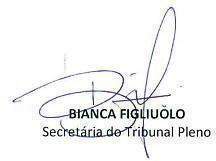 BIANCA FIGLIUOLO
Secretária do Tribunal Pleno